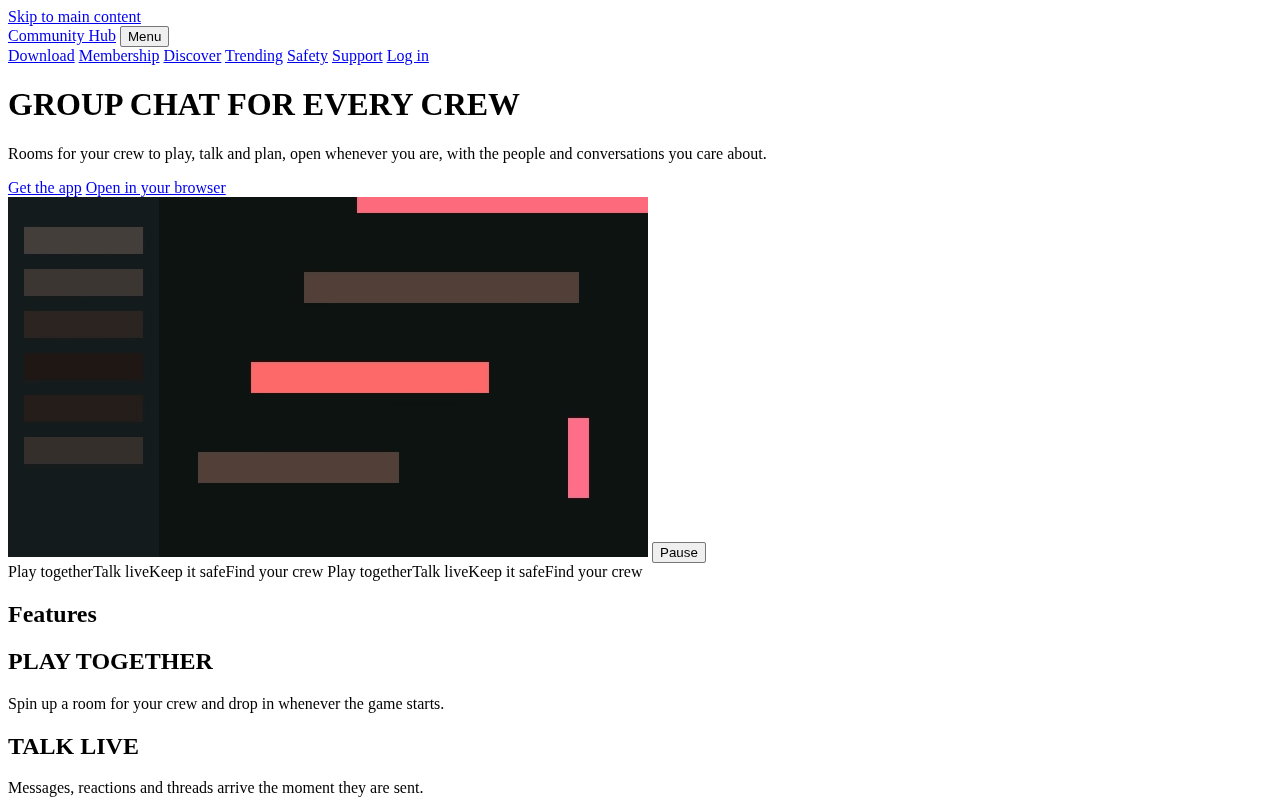 Skip to main content
Community Hub Menu
Download Membership Discover Trending Safety Support Log in
GROUP CHAT FOR EVERY CREW
Rooms for your crew to play, talk and plan, open whenever you are, with the people and conversations you care about.
Get the app Open in your browser
Pause
Play togetherTalk liveKeep it safeFind your crew Play togetherTalk liveKeep it safeFind your crew
Features
PLAY TOGETHER
Spin up a room for your crew and drop in whenever the game starts.
TALK LIVE
Messages, reactions and threads arrive the moment they are sent.